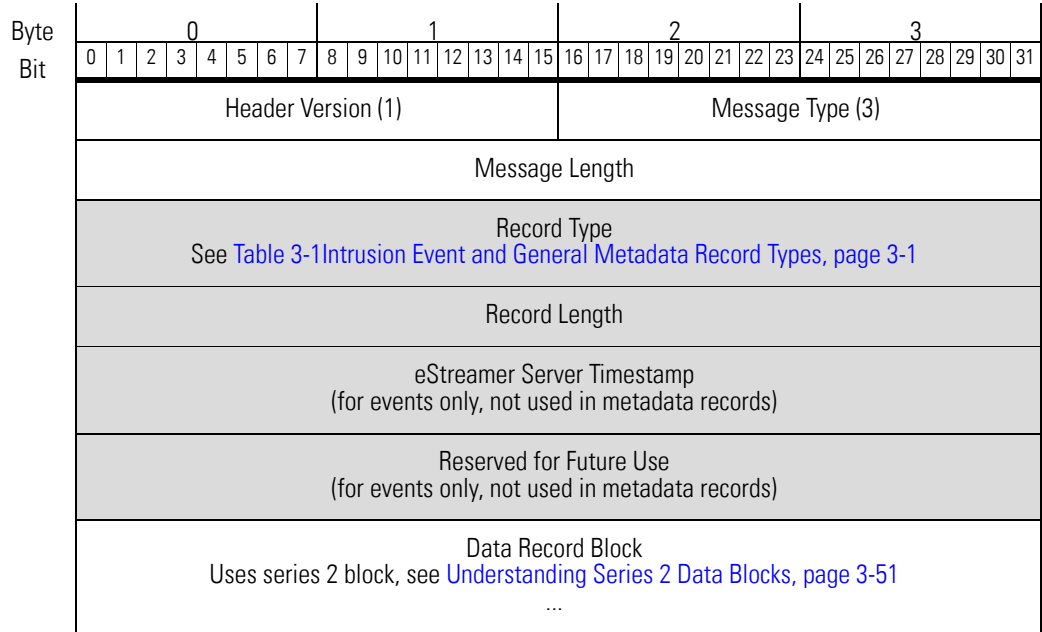 Byte 0 1 2 3
Bit 0 1 2 3 4 5 6 7 8 9 10 11 12 13 14 15 16 17 18 19 20 21 22 23 24 25 26 27 28 29 30 31
Header Version (1) Message Type (3)
Message Length
Record Type
See Table 3-1Intrusion Event and General Metadata Record Types, page 3-1
Record Length
eStreamer Server Timestamp
(for events only, not used in metadata records)
Reserved for Future Use
(for events only, not used in metadata records)
Data Record Block
Uses series 2 block, see Understanding Series 2 Data Blocks, page 3-51
...